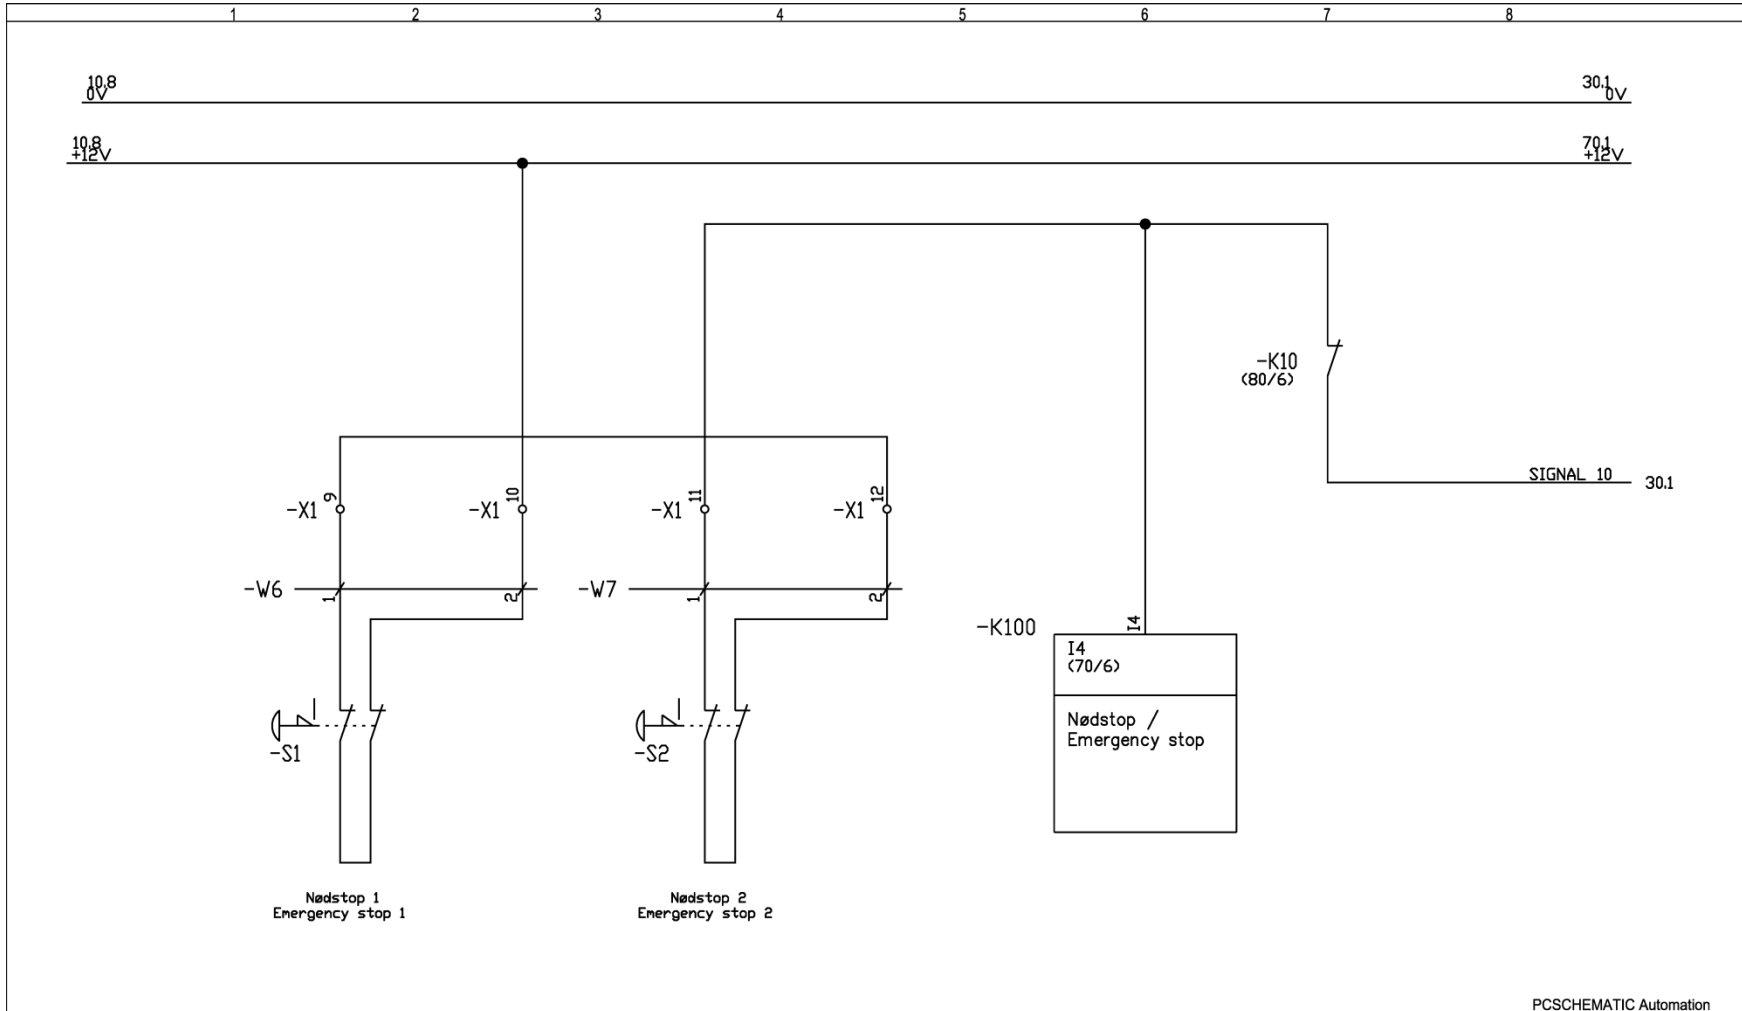 1 2 3 4 5 6 7 8
10.8
0V
30.1
0V
10.8
+12V
70.1
+12V
-K10
(80/6)
SIGNAL 10
30.1
-X1 9
-X1 10
-X1 11
-X1 12
-W6 1 2
-W7 1 2
-K100
I4
I4
(70/6)
Nødstop /
Emergency stop
-S1
-S2
Nødstop 1
Emergency stop 1
Nødstop 2
Emergency stop 2
PCSCHEMATIC Automation